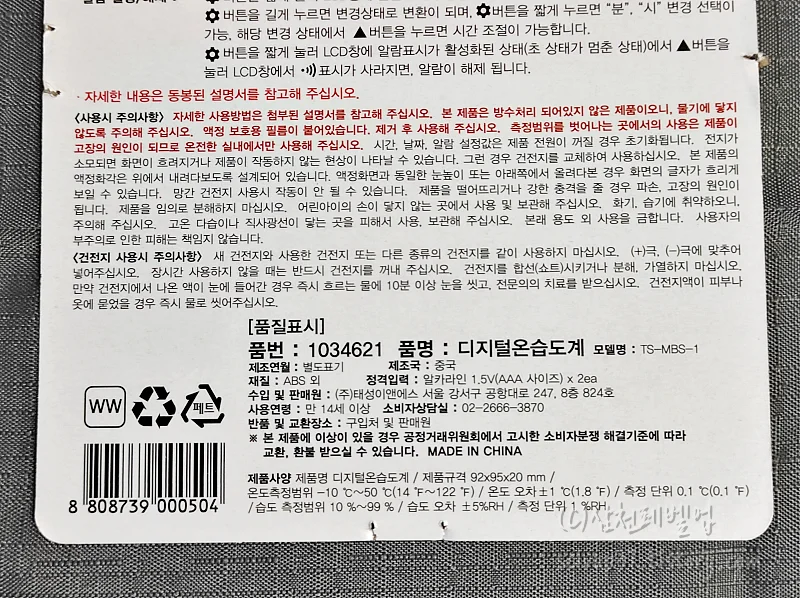 버튼을 길게 누르면 변경상태로 변환이 되며, 버튼을 짧게 누르면 "분", "시" 변경 선택이
가능, 해당 변경 상태에서 ▲버튼을 누르면 시간 조절이 가능합니다.
버튼을 짧게 눌러 LCD창에 알람표시가 활성화된 상태(초 상태가 멈춘 상태)에서 ▲버튼을
눌러 LCD창에서 표시가 사라지면, 알람이 해제 됩니다.
· 자세한 내용은 동봉된 설명서를 참고해 주십시오.
《사용시 주의사항》 자세한 사용방법은 첨부된 설명서를 참고해 주십시오. 본 제품은 방수처리 되어있지 않은 제품이오니, 물기에 닿지
않도록 주의해 주십시오. 액정 보호용 필름이 붙어있습니다. 제거 후 사용해 주십시오. 측정범위를 벗어나는 곳에서의 사용은 제품이
고장의 원인이 되므로 온전한 실내에서만 사용해 주십시오. 시간, 날짜, 알람 설정값은 제품 전원이 꺼질 경우 초기화됩니다. 전지가
소모되면 화면이 흐려지거나 제품이 작동하지 않는 현상이 나타날 수 있습니다. 그런 경우 건전지를 교체하여 사용하십시오. 본 제품의
액정화각은 위에서 내려다보도록 설계되어 있습니다. 액정화면과 동일한 눈높이 또는 아래쪽에서 올려다본 경우 화면의 글자가 흐리게
보일 수 있습니다. 망간 건전지 사용시 작동이 안 될 수 있습니다. 제품을 떨어뜨리거나 강한 충격을 줄 경우 파손, 고장의 원인이
됩니다. 제품을 임의로 분해하지 마십시오. 어린아이의 손이 닿지 않는 곳에서 사용 및 보관해 주십시오. 화기, 습기에 취약하오니,
주의해 주십시오. 고온 다습이나 직사광선이 닿는 곳을 피해서 사용, 보관해 주십시오. 본래 용도 외 사용을 금합니다. 사용자의
부주의로 인한 피해는 책임지 않습니다.
《건전지 사용시 주의사항》 새 건전지와 사용한 건전지 또는 다른 종류의 건전지를 같이 사용하지 마십시오. (+)극, (−)극에 맞추어
넣어주십시오. 장시간 사용하지 않을 때는 반드시 건전지를 꺼내 주십시오. 건전지를 합선(쇼트)시키거나 분해, 가열하지 마십시오.
만약 건전지에서 나온 액이 눈에 들어간 경우 즉시 흐르는 물에 10분 이상 눈을 씻고, 전문의의 치료를 받으십시오. 건전지액이 피부나
옷에 묻었을 경우 즉시 물로 씻어주십시오.
[품질표시]
품번 : 1034621 품명 : 디지털온습도계 모델명 : TS-MBS-1
제조연월 : 별도표기 제조국 : 중국
재질 : ABS 외 정격입력 : 알카라인 1.5V(AAA 사이즈) x 2ea
수입 및 판매원 : (주)태성이앤에스 서울 강서구 공항대로 247, 8층 824호
사용연령 : 만 14세 이상 소비자상담실 : 02-2666-3870
반품 및 교환장소 : 구입처 및 판매원
※ 본 제품에 이상이 있을 경우 공정거래위원회에서 고시한 소비자분쟁 해결기준에 따라
교환, 환불 받으실 수 있습니다. MADE IN CHINA
WW
페트
8 808739 000504
제품사양 제품명 디지털온습도계 / 제품규격 92x95x20 mm /
온도측정범위 −10 ℃~50 ℃(14 ℉~122 ℉) / 온도 오차 ±1 ℃(1.8 ℉) / 측정 단위 0.1 ℃(0.1 ℉)
/ 습도 측정범위 10 %~99 % / 습도 오차 ±5%RH / 측정 단위 1 %RH
(C)산천레벨업